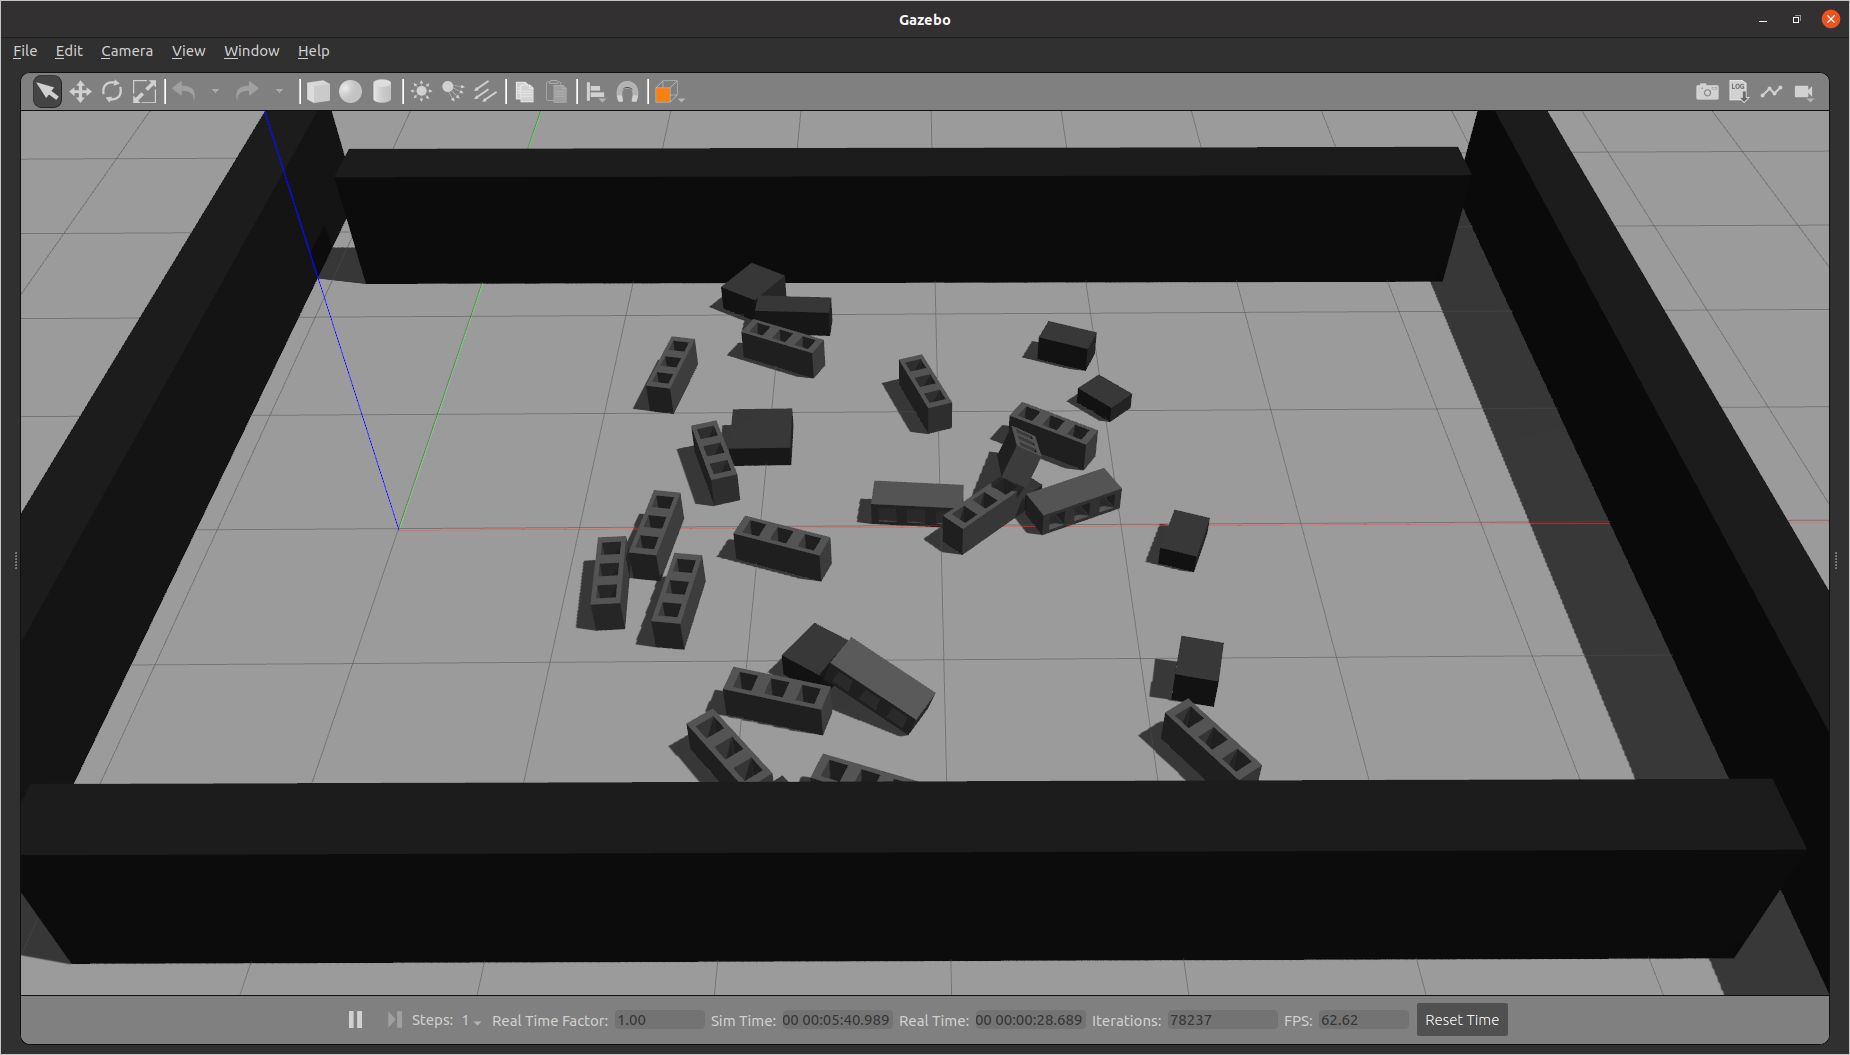 Gazebo
File Edit Camera View Window Help
LOG
Steps: 1 Real Time Factor: 1.00 Sim Time: 00 00:05:40.989 Real Time: 00 00:00:28.689 Iterations: 78237 FPS: 62.62 Reset Time